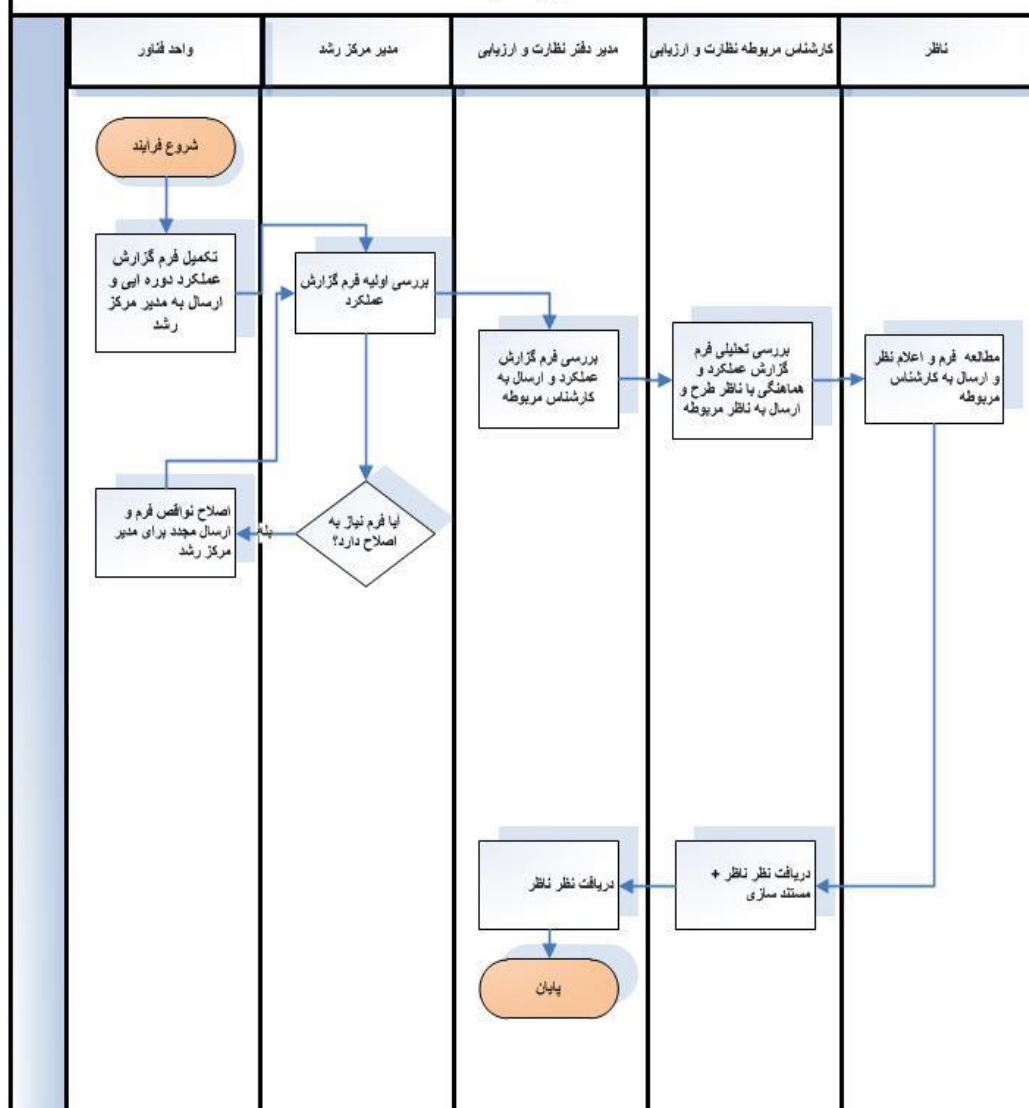 واحد فناور
مدیر مرکز رشد
مدیر دفتر نظارت و ارزیابی
کارشناس مربوطه نظارت و ارزیابی
ناظر
شروع فرآیند
تکمیل فرم گزارش
عملکرد دوره ایی و
ارسال به مدیر مرکز
رشد
بررسی اولیه فرم گزارش
عملکرد
بررسی فرم گزارش
عملکرد و ارسال به
کارشناس مربوطه
بررسی تحلیلی فرم
گزارش عملکرد و
هماهنگی با ناظر طرح و
ارسال به ناظر مربوطه
مطالعه فرم و اعلام نظر
و ارسال به کارشناس
مربوطه
آیا فرم نیاز به
اصلاح دارد؟
بله
اصلاح نواقص فرم و
ارسال مجدد برای مدیر
مرکز رشد
دریافت نظر ناظر +
مستند سازی
دریافت نظر ناظر
پایان